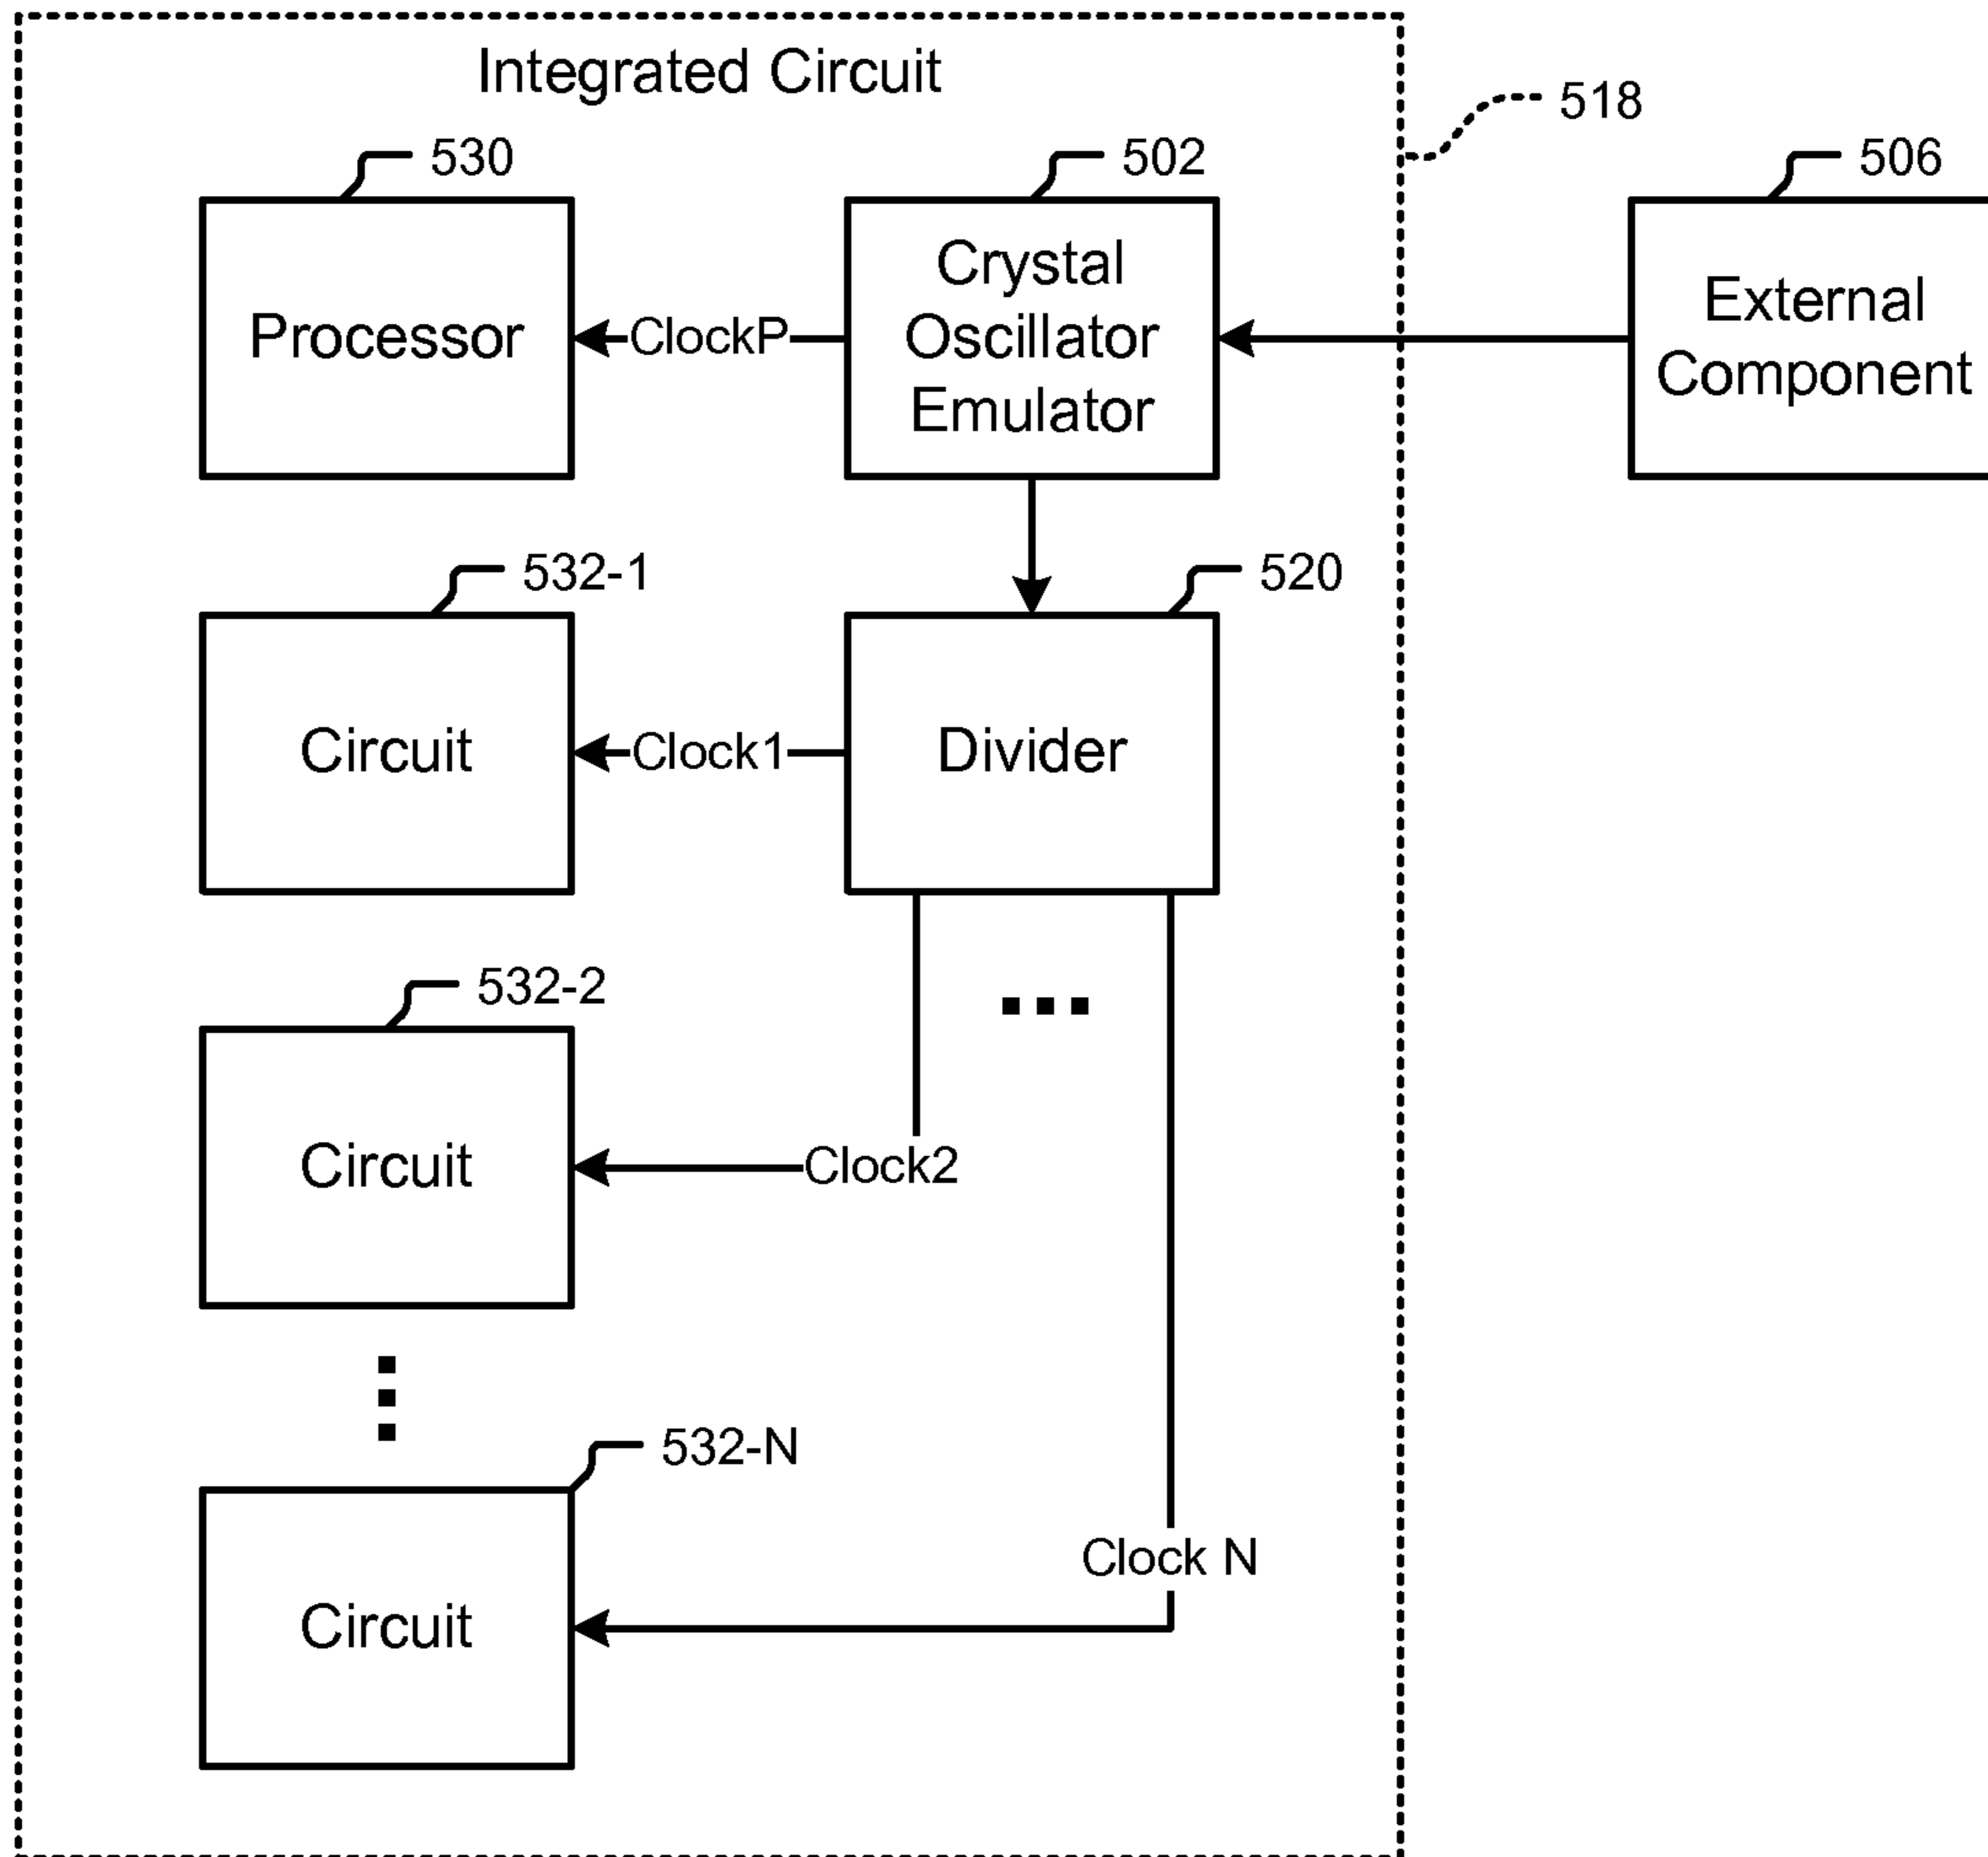 Integrated Circuit
518
530
502
506
Processor
ClockP
Crystal
Oscillator
Emulator
External
Component
532-1
520
Circuit
Clock1
Divider
532-2
Circuit
Clock2
532-N
Clock N
Circuit